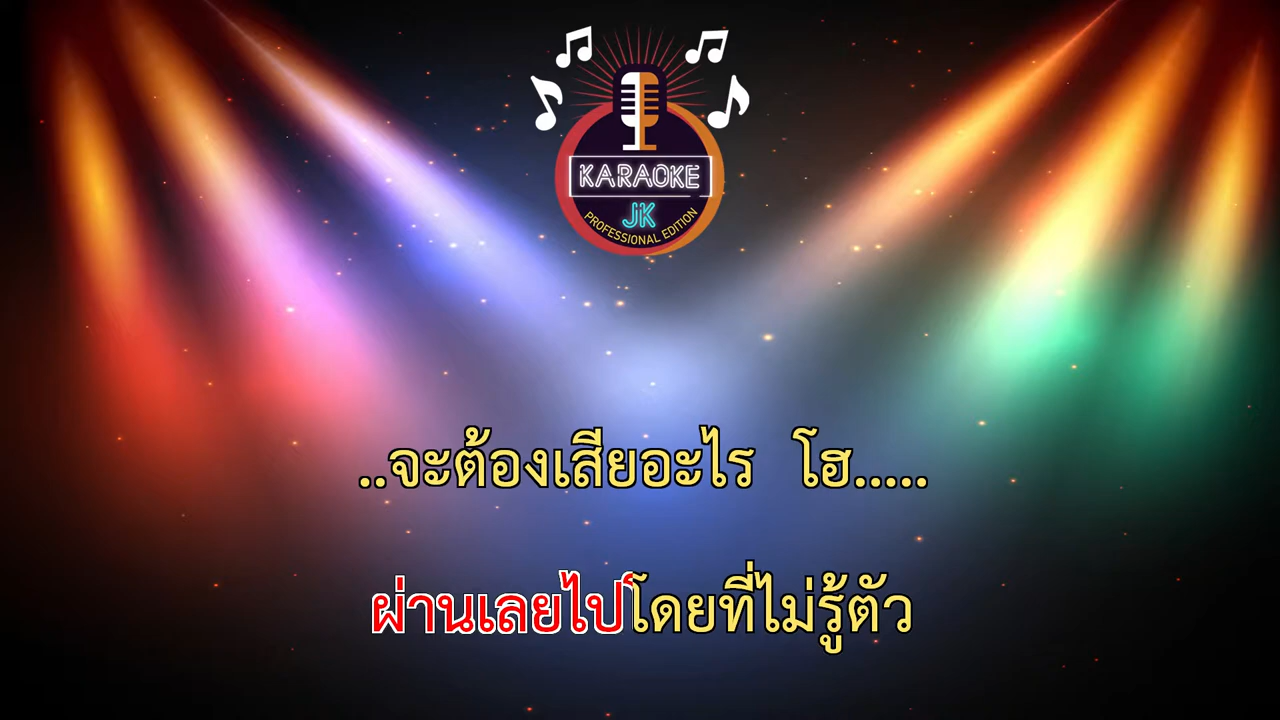 KARAOKE
JK
PROFESSIONAL EDITION
..จะต้องเสียอะไร โฮ.....
ผ่านเลยไปโดยที่ไม่รู้ตัว